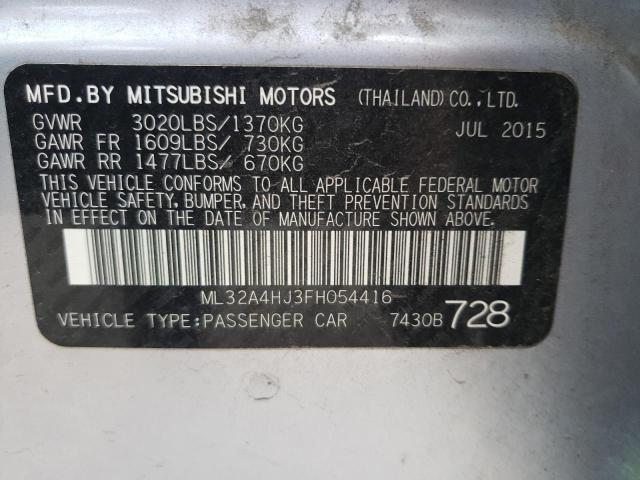 MFD.BY MITSUBISHI MOTORS (THAILAND)CO.,LTD.
GVWR 3020LBS/1370KG JUL 2015
GAWR FR 1609LBS/ 730KG
GAWR RR 1477LBS/ 670KG
THIS VEHICLE CONFORMS TO ALL APPLICABLE FEDERAL MOTOR
VEHICLE SAFETY, BUMPER, AND THEFT PREVENTION STANDARDS
IN EFFECT ON THE DATE OF MANUFACTURE SHOWN ABOVE.
ML32A4HJ3FH054416
VEHICLE TYPE:PASSENGER CAR 7430B 728